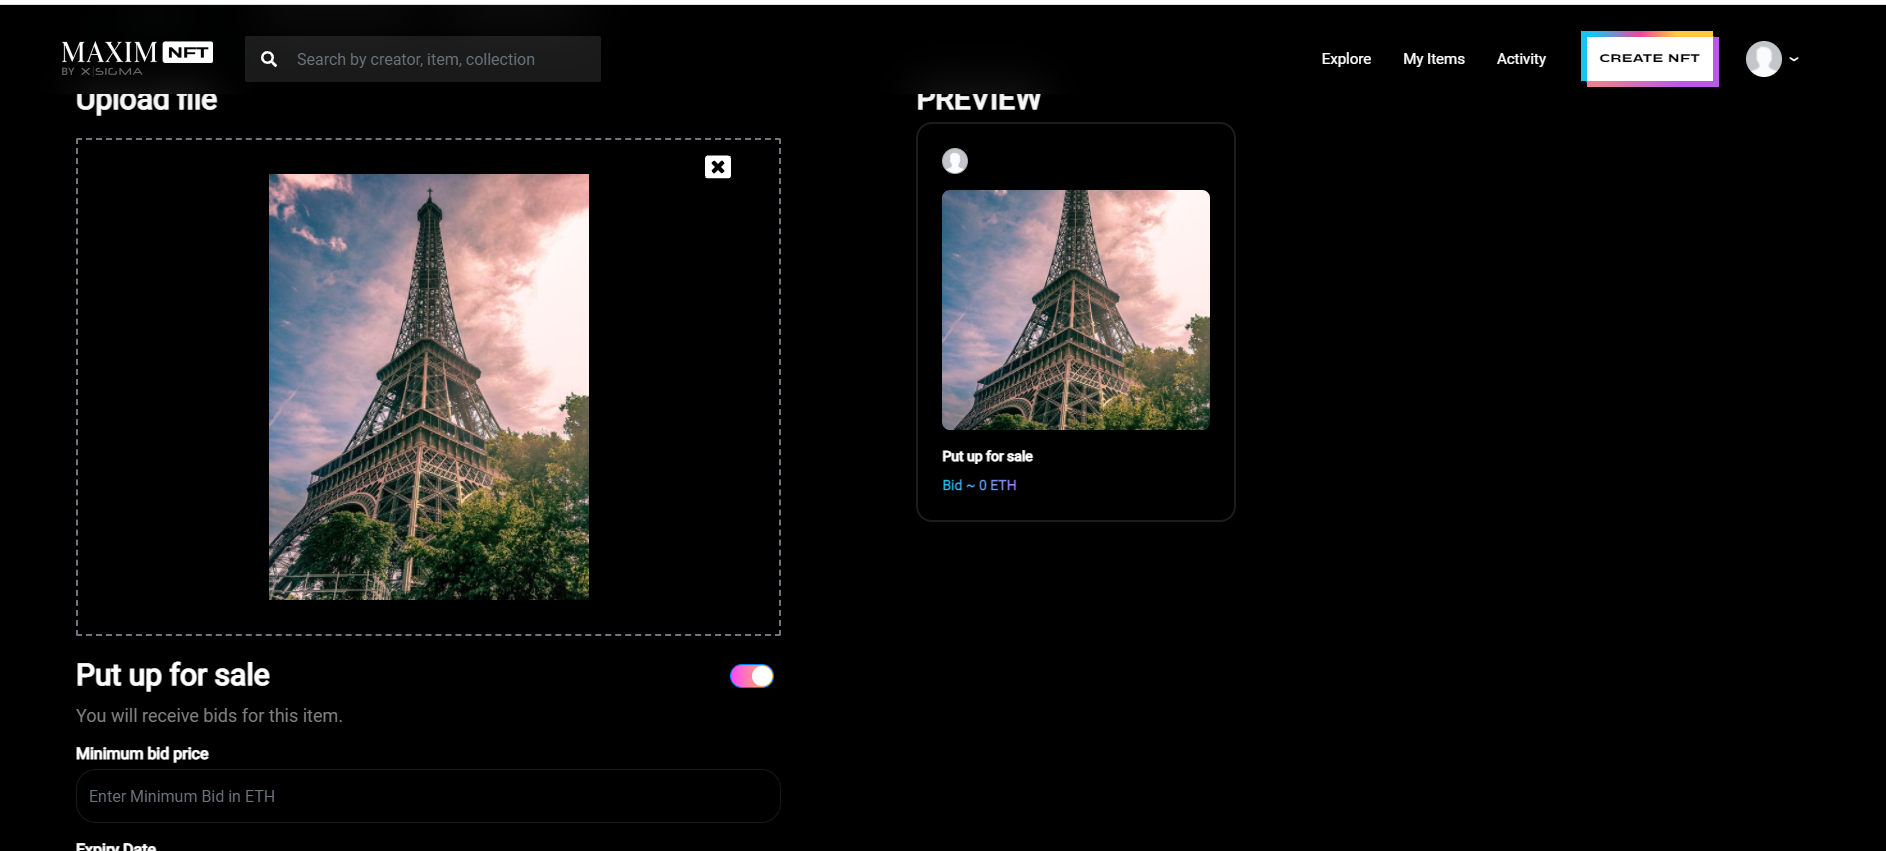 MAXIM NFT
BY X|SIGMA
Search by creator, item, collection
Explore
My Items
Activity
CREATE NFT
Upload file
PREVIEW
Put up for sale
Bid ~ 0 ETH
Put up for sale
You will receive bids for this item.
Minimum bid price
Enter Minimum Bid in ETH
Expiry Date